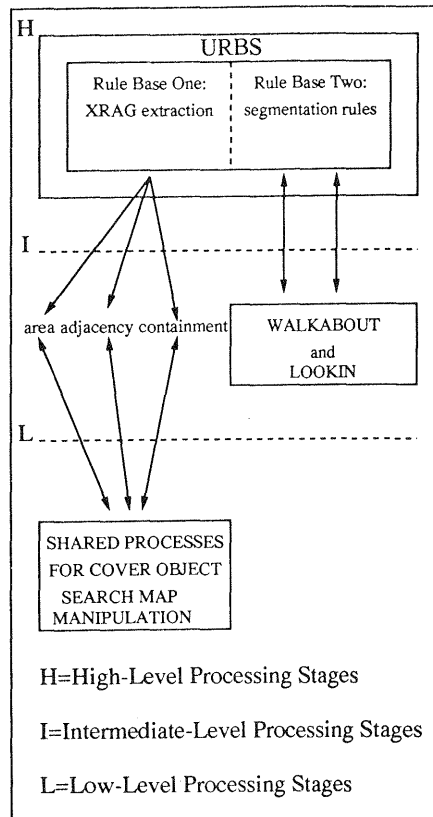 H
URBS
Rule Base One:
XRAG extraction
Rule Base Two:
segmentation rules
I
area adjacency containment
WALKABOUT
and
LOOKIN
L
SHARED PROCESSES
FOR COVER OBJECT
SEARCH MAP
MANIPULATION
H=High-Level Processing Stages
I=Intermediate-Level Processing Stages
L=Low-Level Processing Stages